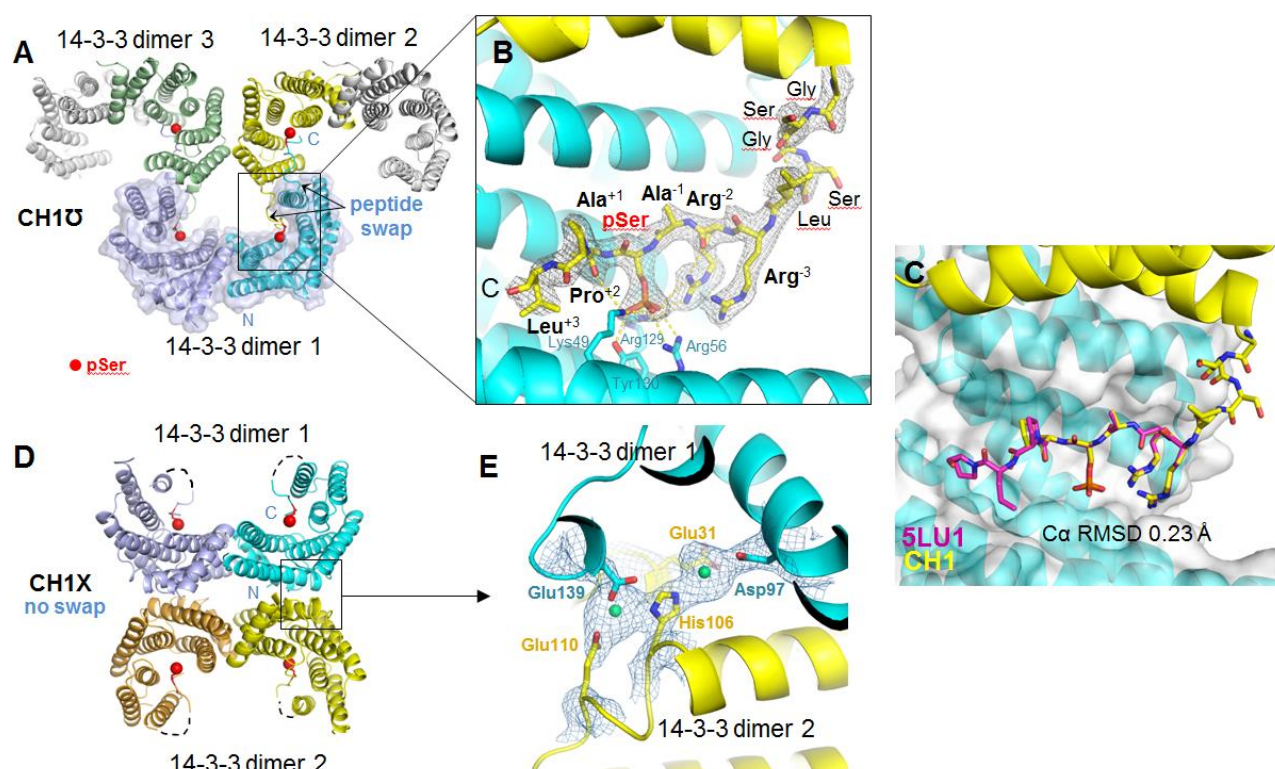 A
14-3-3 dimer 3
14-3-3 dimer 2
C
CH1Ʊ
peptide
swap
N
14-3-3 dimer 1
pSer
B
Gly
Ser
Gly
Ala+1
Ala-1
Arg-2
pSer
Ser
Leu
C
Pro+2
Arg-3
Leu+3
Lys49
Arg129
Arg56
Tyr130
C
5LU1
CH1
Cα RMSD 0.23 Å
D
14-3-3 dimer 1
C
CH1X
no swap
N
14-3-3 dimer 2
E
14-3-3 dimer 1
Glu31
Glu139
Asp97
His106
Glu110
14-3-3 dimer 2